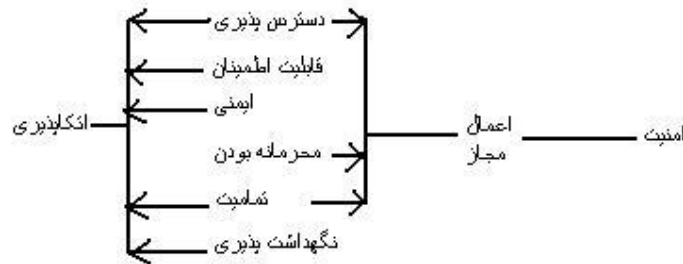 دسترس پذیری
قابلیت اطمینان
ایمنی
اتکاپذیری
اعمال
مجاز
امنیت
محرمانه بودن
تمامیت
نگهداشت پذیری